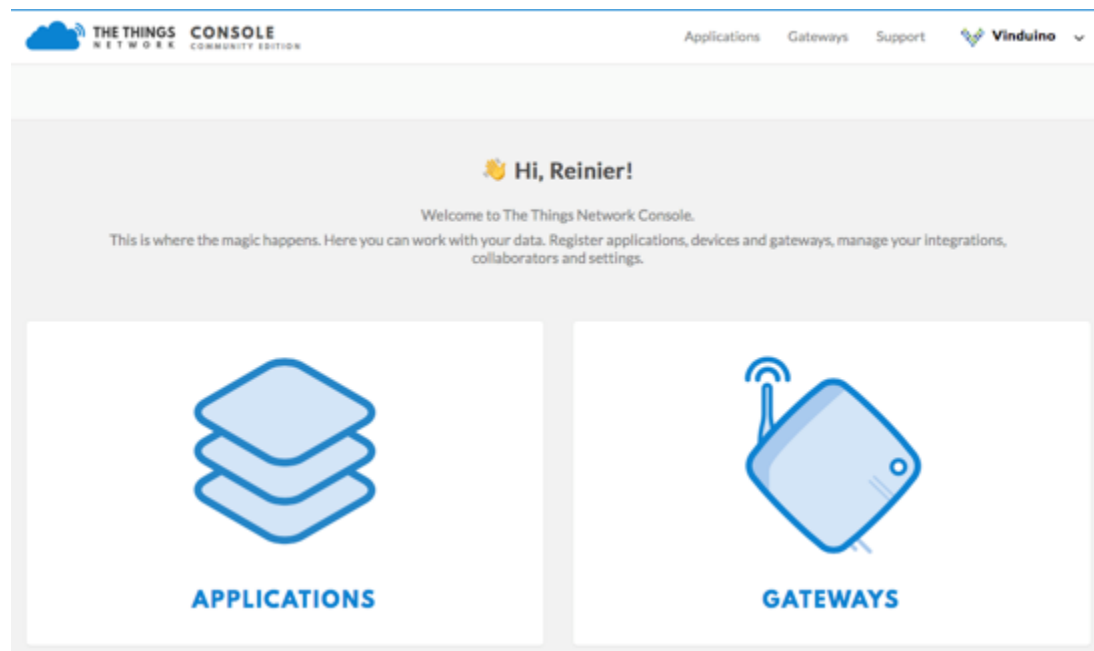 THE THINGS CONSOLE
NETWORK COMMUNITY EDITION
Applications Gateways Support Vinduino
👋 Hi, Reinier!
Welcome to The Things Network Console.
This is where the magic happens. Here you can work with your data. Register applications, devices and gateways, manage your integrations,
collaborators and settings.
APPLICATIONS
GATEWAYS